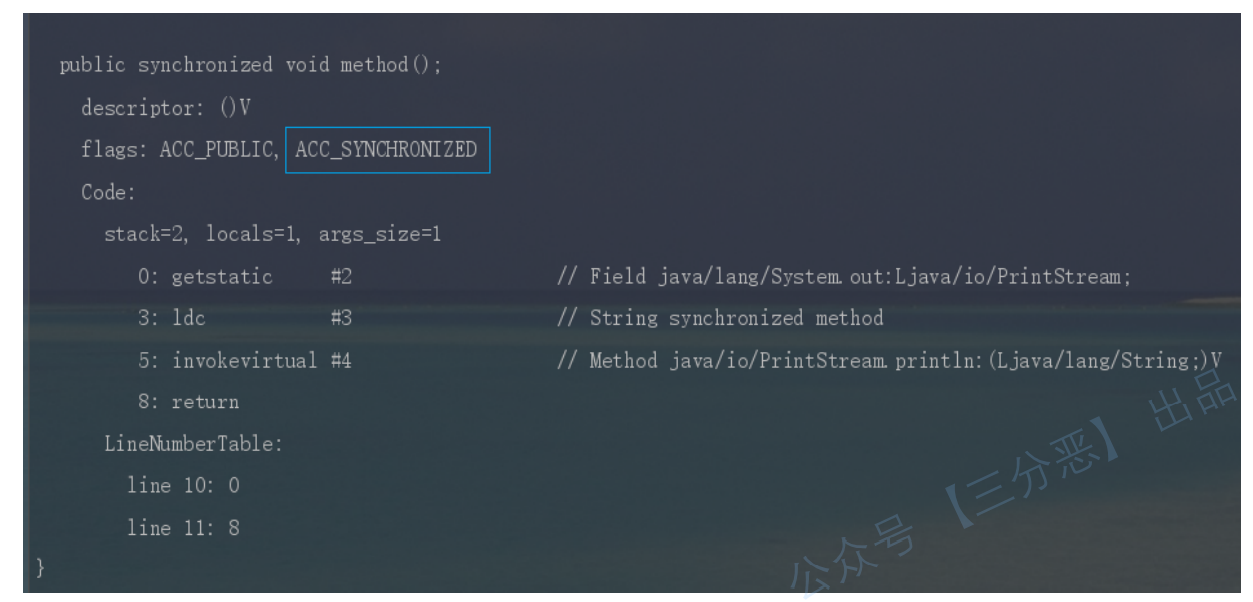 public synchronized void method();
descriptor: ()V
flags: ACC_PUBLIC, ACC_SYNCHRONIZED
Code:
stack=2, locals=1, args_size=1
0: getstatic #2 // Field java/lang/System.out:Ljava/io/PrintStream;
3: ldc #3 // String synchronized method
5: invokevirtual #4 // Method java/io/PrintStream.println:(Ljava/lang/String;)V
8: return
LineNumberTable:
line 10: 0
line 11: 8
}
公众号 【三分恶】 出品